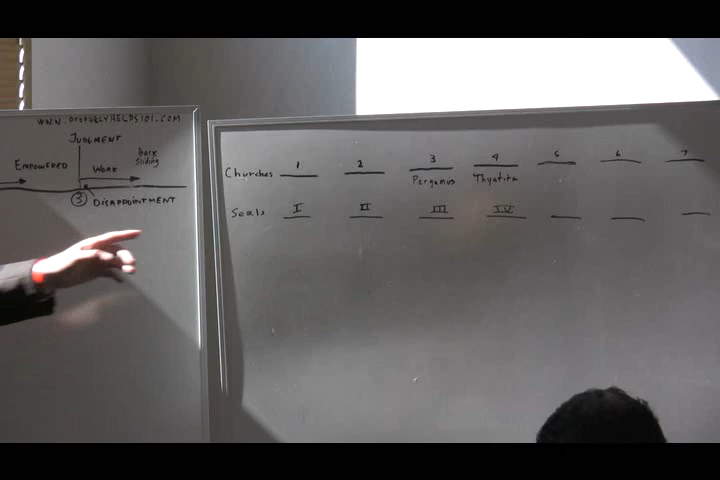 WWW.PROPHECYHELPS101.COM
JUDGMENT
EMPOWERED
WORK
BACK
Sliding
3 DISAPPOINTMENT
1 2 3 4 5 6 7
Churches
Pergamus Thyatira
Seals I II III IV